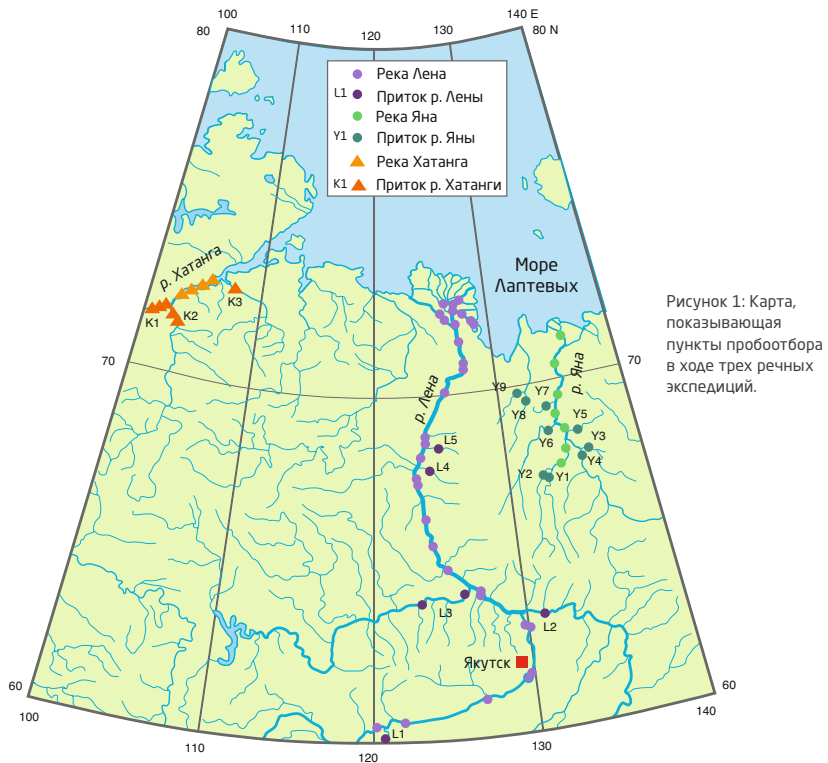 100
110
120
130
140 E
80
80 N
Река Лена
L1 Приток р. Лены
Река Яна
Y1 Приток р. Яны
Река Хатанга
K1 Приток р. Хатанги
Море
Лаптевых
р. Хатанга
K1
K2
K3
70
70
р. Лена
р. Яна
Y9
Y8
Y7
Y6
Y5
Y3
Y4
Y2
Y1
L5
L4
L3
L2
Якутск
L1
60
60
100
110
120
130
140
Рисунок 1: Карта,
показывающая
пункты пробоотбора
в ходе трех речных
экспедиций.